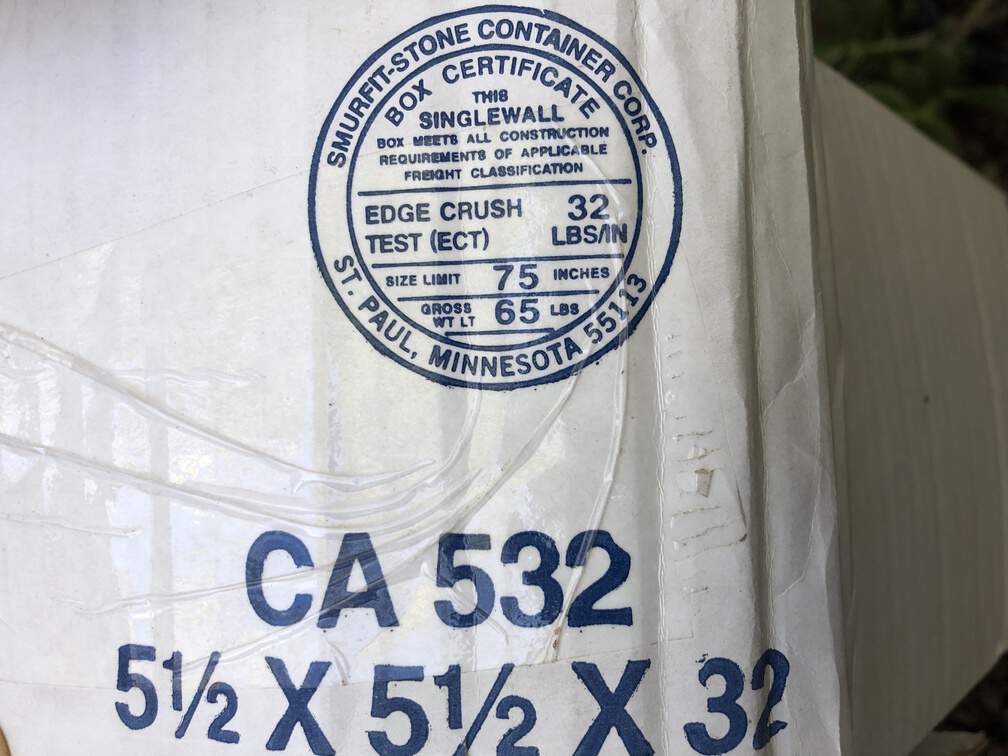 SMURFIT-STONE CONTAINER CORP.
BOX CERTIFICATE
THIS
SINGLEWALL
BOX MEETS ALL CONSTRUCTION
REQUIREMENTS OF APPLICABLE
FREIGHT CLASSIFICATION
EDGE CRUSH 32
TEST (ECT) LBS/IN
SIZE LIMIT 75 INCHES
GROSS
WT LT 65 LBS
ST. PAUL, MINNESOTA 55113
CA 532
5½ X 5½ X 32